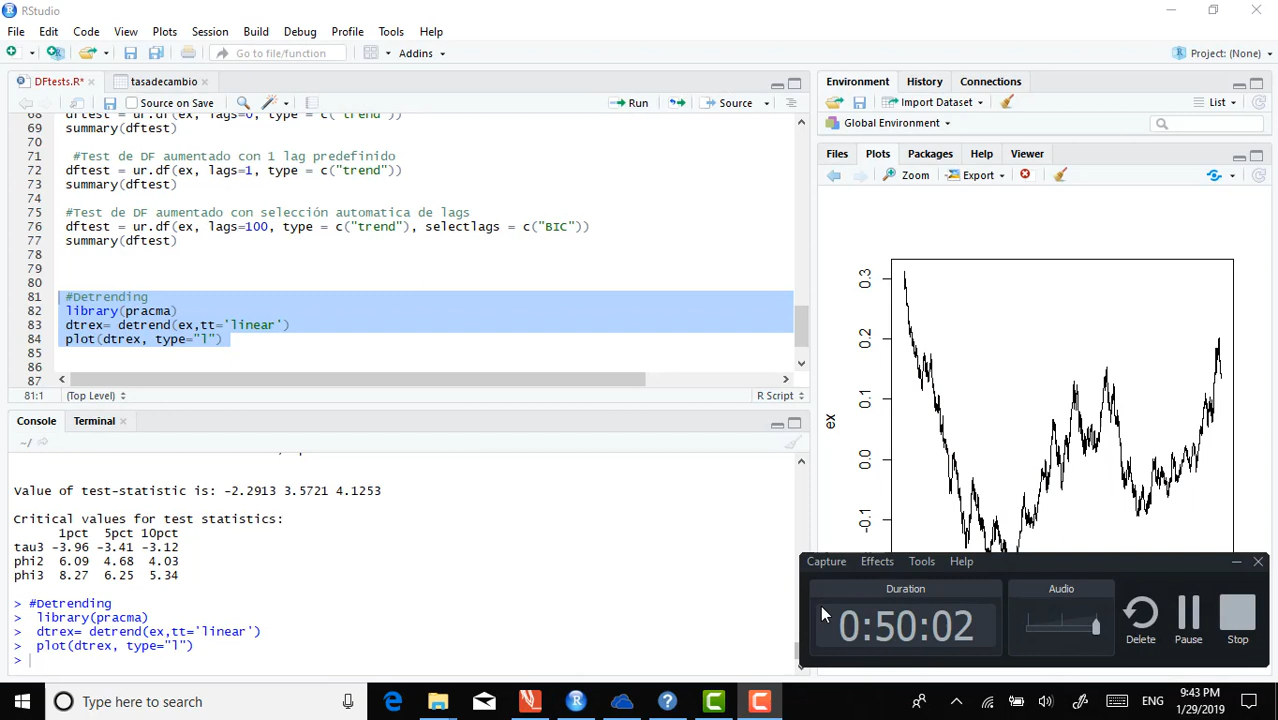 RStudio
File Edit Code View Plots Session Build Debug Profile Tools Help
Go to file/function Addins Project: (None)
DFtests.R* tasadecambio
Source on Save Run Source
68 dftest = ur.df(ex, lags=0, type = c("trend"))
69 summary(dftest)
70
71 #Test de DF aumentado con 1 lag predefinido
72 dftest = ur.df(ex, lags=1, type = c("trend"))
73 summary(dftest)
74
75 #Test de DF aumentado con selección automatica de lags
76 dftest = ur.df(ex, lags=100, type = c("trend"), selectlags = c("BIC"))
77 summary(dftest)
78
79
80
81 #Detrending
82 library(pracma)
83 dtrex= detrend(ex,tt='linear')
84 plot(dtrex, type="l")
85
86
87
81:1 (Top Level) R Script
Console Terminal
~/
Value of test-statistic is: -2.2913 3.5721 4.1253
Critical values for test statistics:
1pct 5pct 10pct
tau3 -3.96 -3.41 -3.12
phi2 6.09 4.68 4.03
phi3 8.27 6.25 5.34
> #Detrending
> library(pracma)
> dtrex= detrend(ex,tt='linear')
> plot(dtrex, type="l")
>
Environment History Connections
Import Dataset List
Global Environment
Files Plots Packages Help Viewer
Zoom Export
0.3
0.2
0.1
0.0
-0.1
ex
Capture Effects Tools Help
Duration Audio
0:50:02
Delete Pause Stop
Type here to search
ENG
9:43 PM
1/29/2019